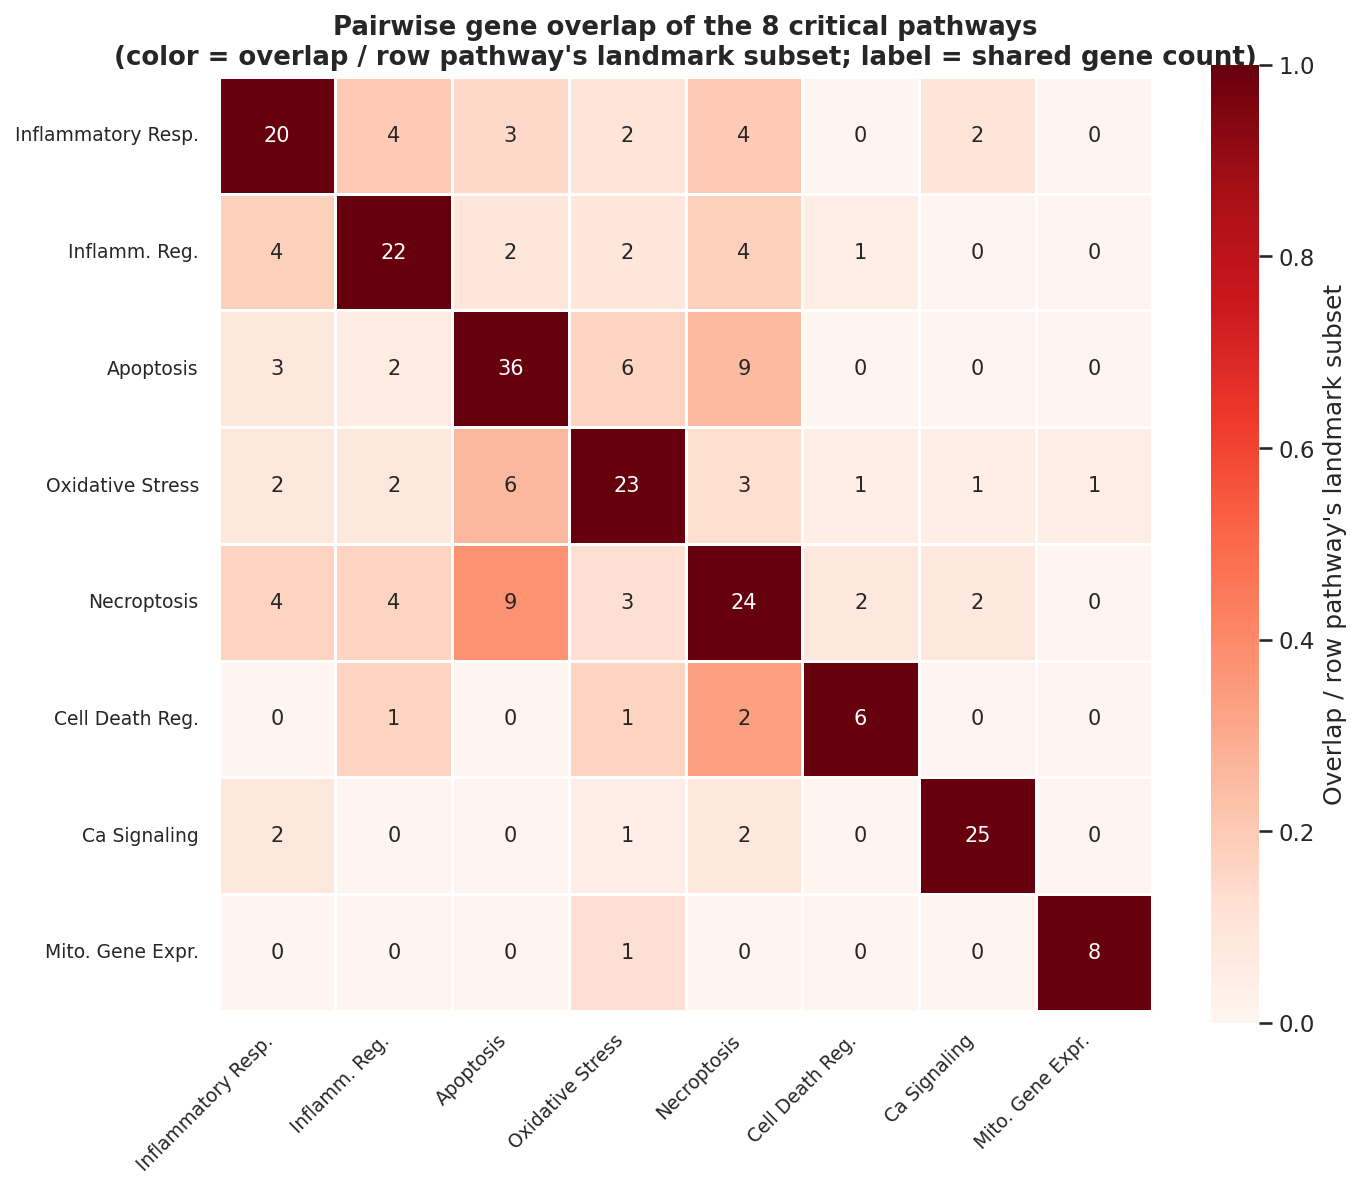 Pairwise gene overlap of the 8 critical pathways
(color = overlap / row pathway's landmark subset; label = shared gene count)
Inflammatory Resp. 20 4 3 2 4 0 2 0
Inflamm. Reg. 4 22 2 2 4 1 0 0
Apoptosis 3 2 36 6 9 0 0 0
Oxidative Stress 2 2 6 23 3 1 1 1
Necroptosis 4 4 9 3 24 2 2 0
Cell Death Reg. 0 1 0 1 2 6 0 0
Ca Signaling 2 0 0 1 2 0 25 0
Mito. Gene Expr. 0 0 0 1 0 0 0 8
Inflammatory Resp.
Inflamm. Reg.
Apoptosis
Oxidative Stress
Necroptosis
Cell Death Reg.
Ca Signaling
Mito. Gene Expr.
1.0
0.8
0.6
0.4
0.2
0.0
Overlap / row pathway's landmark subset